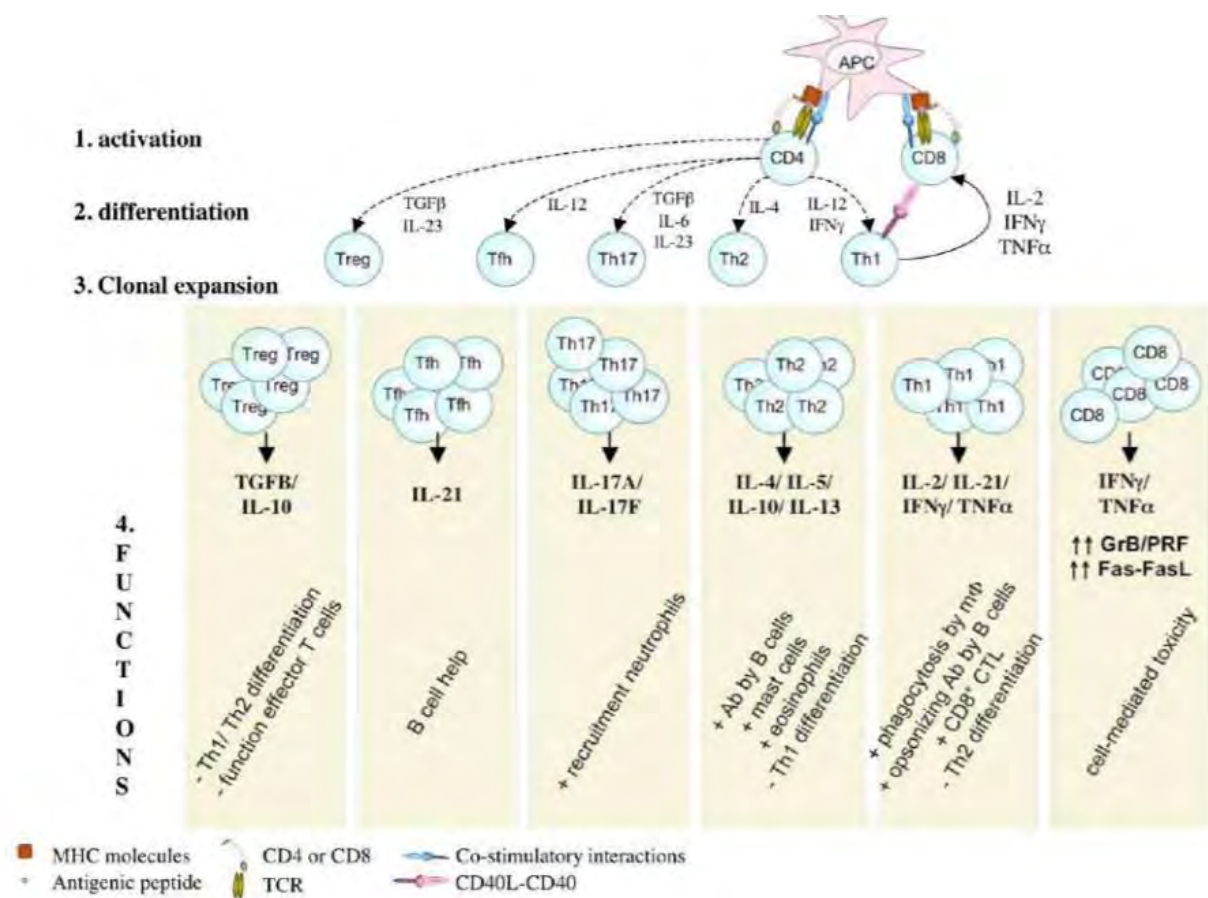 APC
1. activation
CD4
CD8
2. differentiation
TGFβ
IL-23
IL-12
TGFβ
IL-6
IL-23
IL-4
IL-12
IFNγ
IL-2
IFNγ
TNFα
Treg
Tfh
Th17
Th2
Th1
3. Clonal expansion
Treg
Treg
Treg
Treg
Tfh
Tfh
Tfh
Tfh
Th17
Th17
Th17
Th17
Th2
Th2
Th2
Th1
Th1
Th1
CD8
CD8
CD8
CD8
TGFB/
IL-10
IL-21
IL-17A/
IL-17F
IL-4/ IL-5/
IL-10/ IL-13
IL-2/ IL-21/
IFNγ/ TNFα
IFNγ/
TNFα
↑↑ GrB/PRF
↑↑ Fas-FasL
4.
F
U
N
C
T
I
O
N
S
- Th1/ Th2 differentiation
- function effector T cells
B cell help
+ recruitment neutrophils
+ Ab by B cells
+ mast cells
+ eosinophils
- Th1 differentiation
+ phagocytosis by mΦ
+ opsonizing Ab by B cells
+ CD8⁺ CTL
- Th2 differentiation
cell-mediated toxicity
MHC molecules
CD4 or CD8
Co-stimulatory interactions
Antigenic peptide
TCR
CD40L-CD40